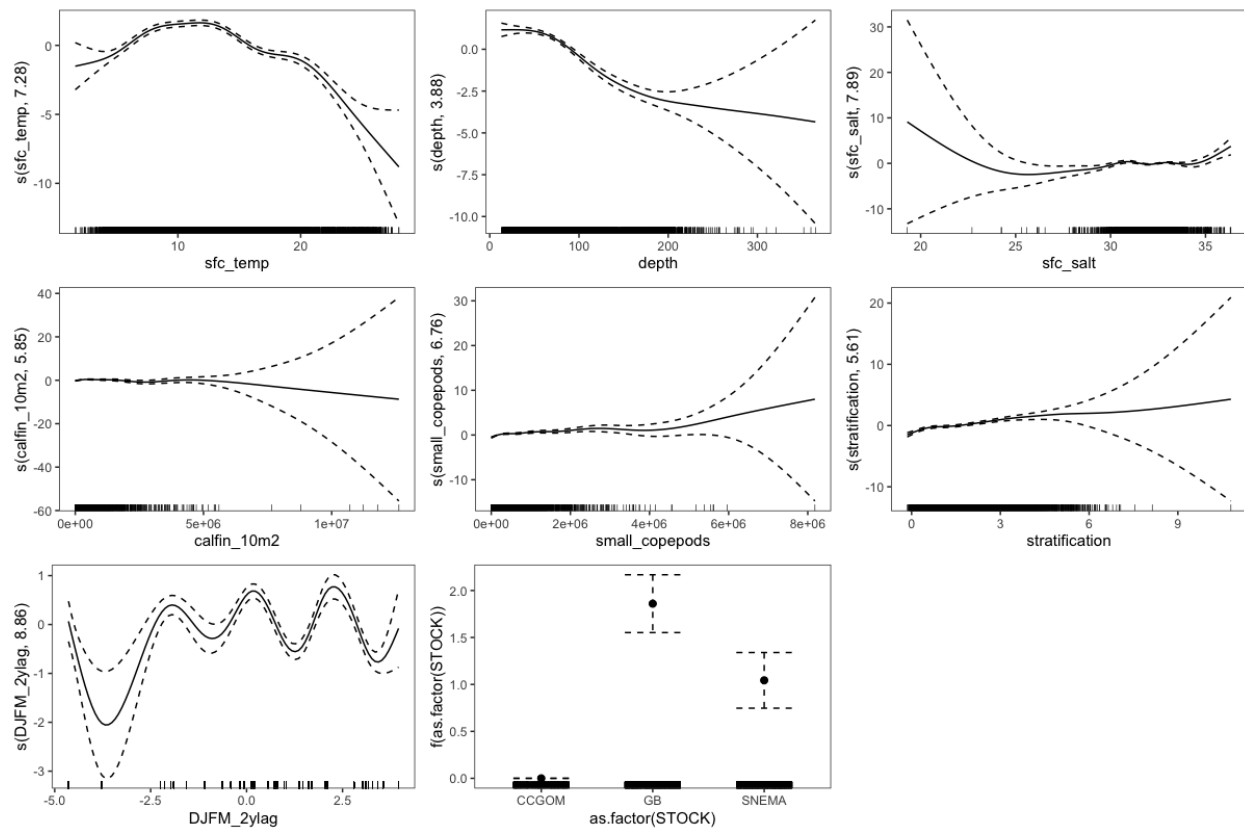 s(sfc_temp, 7.28)
0
-5
-10
10
20
sfc_temp
s(depth, 3.88)
0.0
-2.5
-5.0
-7.5
-10.0
0
100
200
300
depth
s(sfc_salt, 7.89)
30
20
10
0
-10
20
25
30
35
sfc_salt
s(calfin_10m2, 5.85)
40
20
0
-20
-40
-60
0e+00
5e+06
1e+07
calfin_10m2
s(small_copepods, 6.76)
30
20
10
0
-10
0e+00
2e+06
4e+06
6e+06
8e+06
small_copepods
s(stratification, 5.61)
20
10
0
-10
0
3
6
9
stratification
s(DJFM_2ylag, 8.86)
1
0
-1
-2
-3
-5.0
-2.5
0.0
2.5
DJFM_2ylag
f(as.factor(STOCK))
2.0
1.5
1.0
0.5
0.0
CCGOM
GB
SNEMA
as.factor(STOCK)